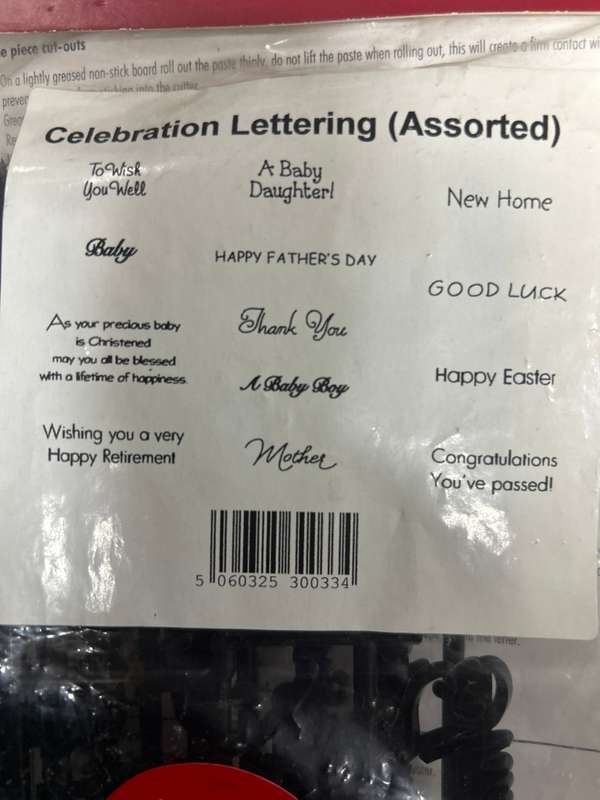 e piece cut-outs
On a lightly greased non-stick board roll out the paste thinly, do not lift the paste when rolling out, this will create a firm contact wi
preven
into the cutter
Celebration Lettering (Assorted)
To Wish
You Well
A Baby
Daughter!
New Home
Baby
HAPPY FATHER'S DAY
GOOD LUCK
As your precious baby
is Christened
may you all be blessed
with a lifetime of happiness
Thank You
A Baby Boy
Happy Easter
Wishing you a very
Happy Retirement
Mother
Congratulations
You've passed!
5 060325 300334